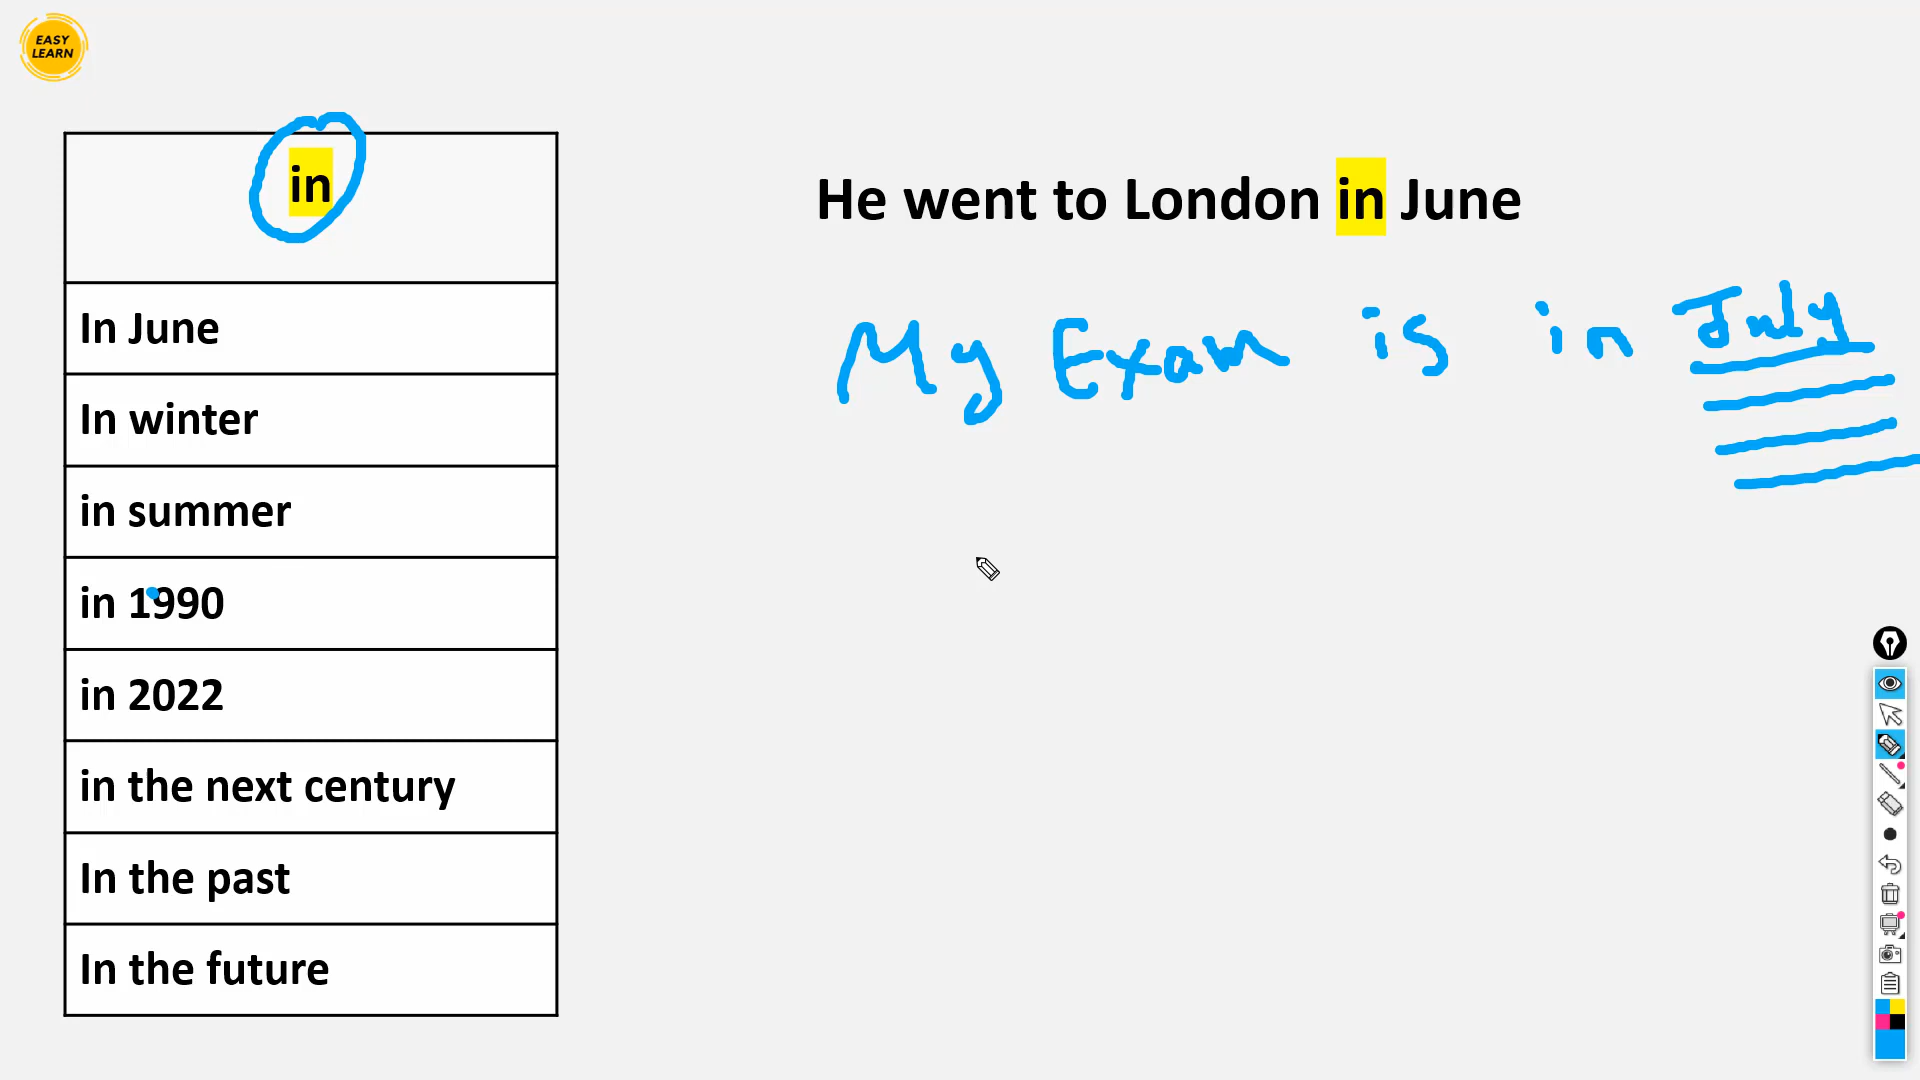 EASY
LEARN
in
In June
In winter
in summer
in 1990
in 2022
in the next century
In the past
In the future
He went to London in June
My Exam is in July